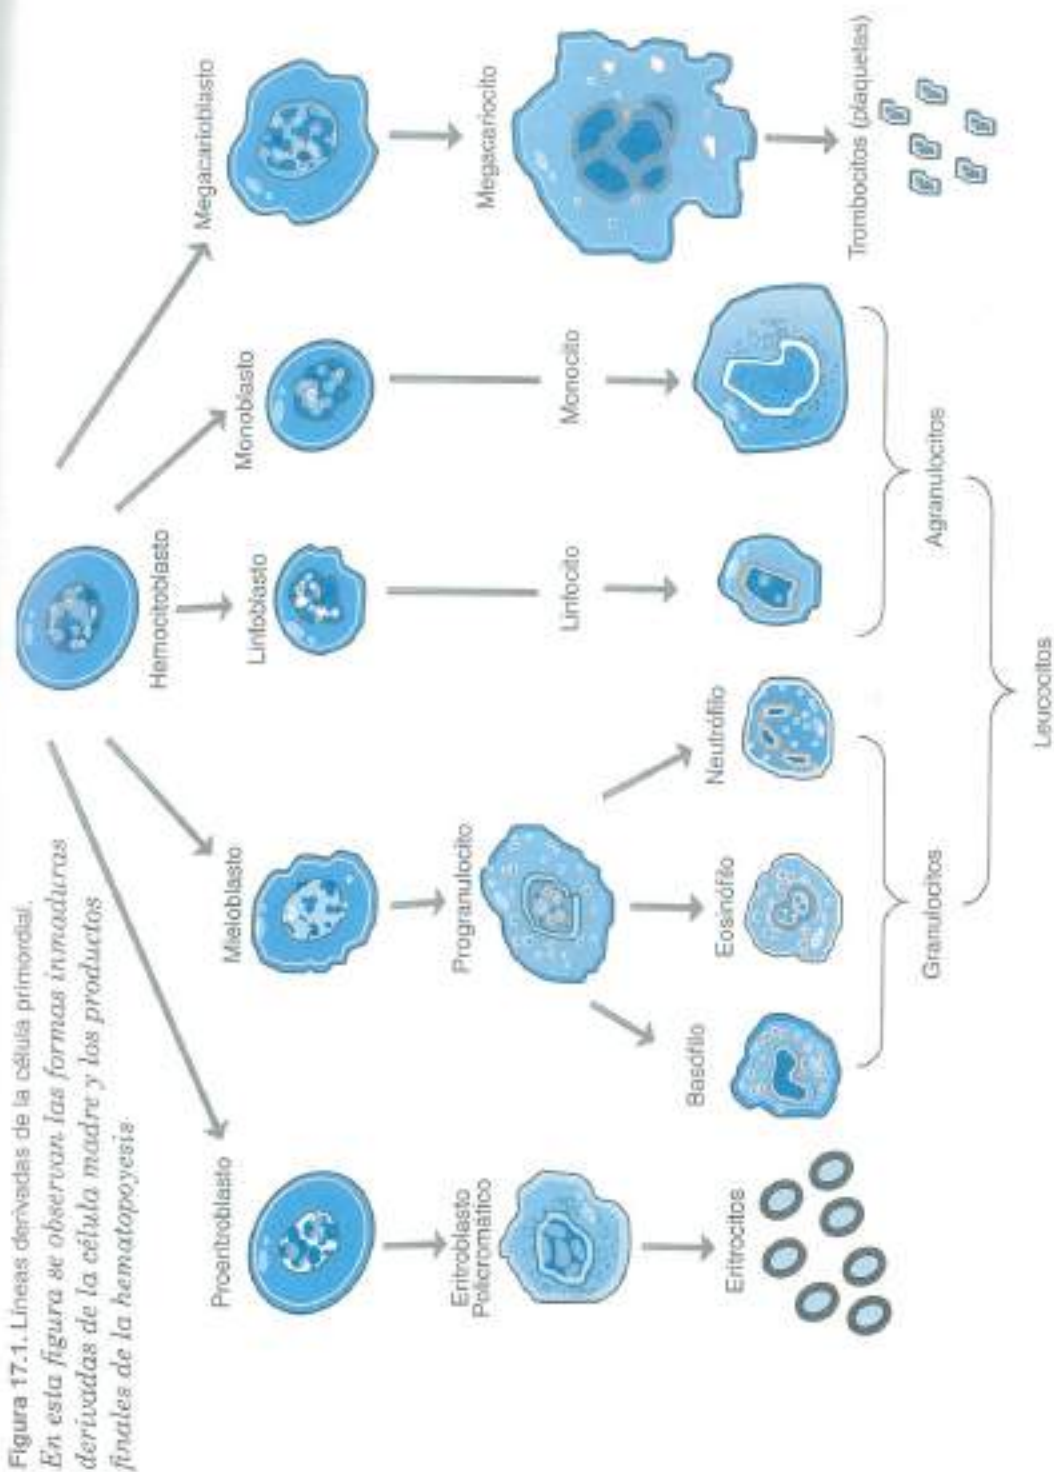 Figura 17.1. Líneas derivadas de la célula primordial.
En esta figura se observan las formas inmaduras
derivadas de la célula madre y los productos
finales de la hematopoyesis.
Hemocitoblasto
Proeritroblasto
Mieloblasto
Linfoblasto
Monoblasto
Megacarioblasto
Eritroblasto
Policromático
Progranulocito
Megacariocito
Linfocito
Monocito
Eritrocitos
Basófilo
Eosinófilo
Neutrófilo
Trombocitos (plaquetas)
Granulocitos
Agranulocitos
Leucocitos